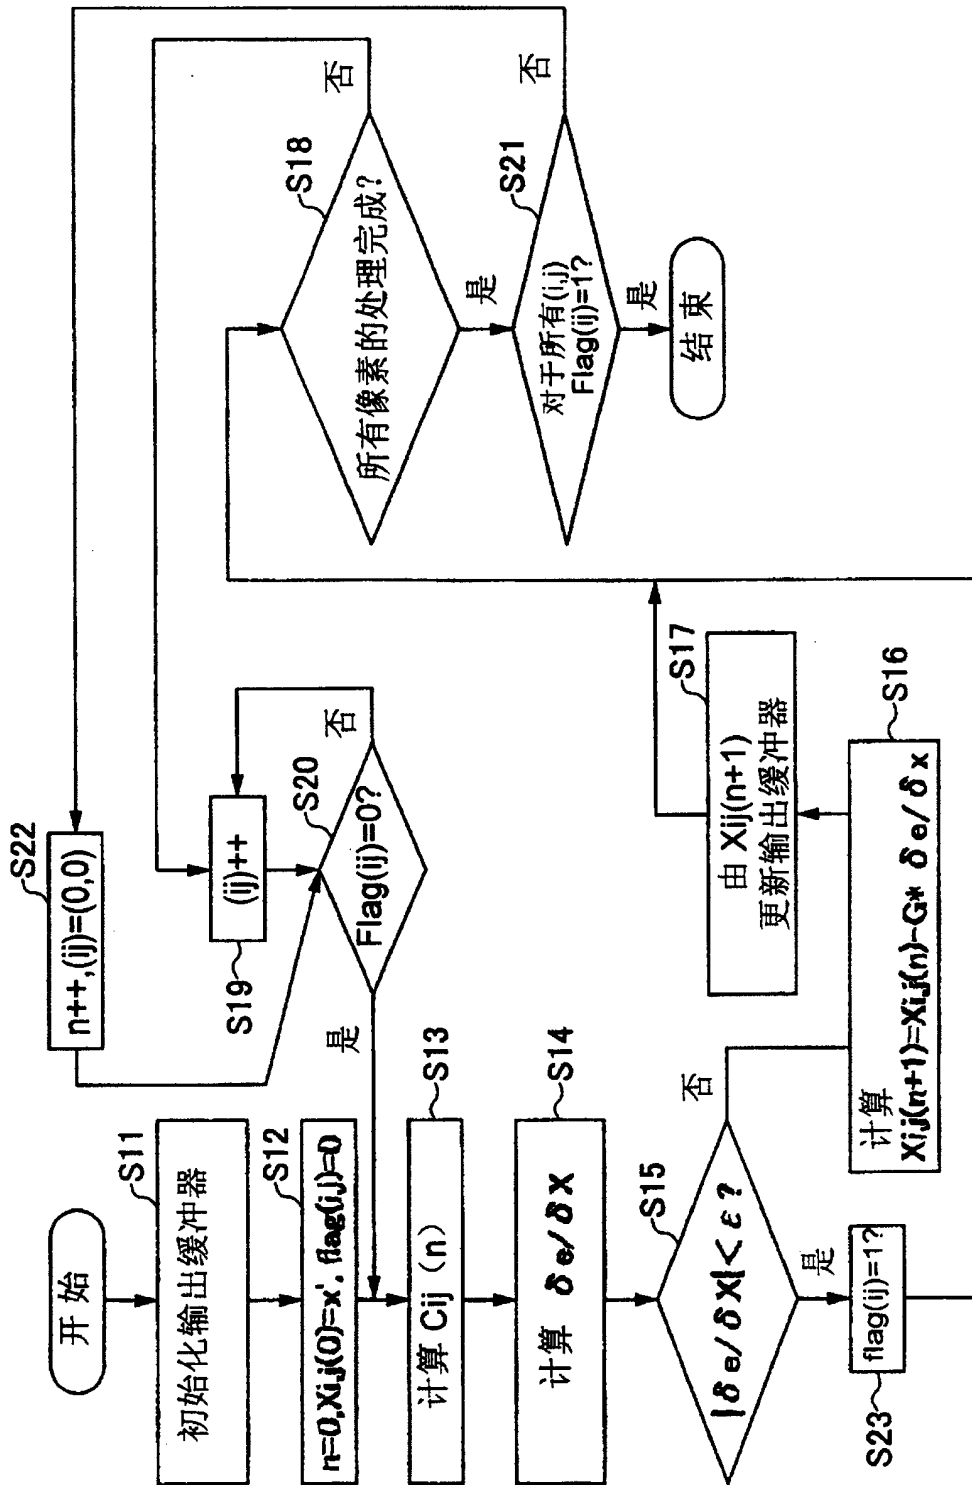 开始
S11
初始化输出缓冲器
S12
n=0,Xi,j(0)=x', flag(i,j)=0
S13
计算 Cij（n）
S14
计算 δe/δX
S15
|δe/δX|<ε?
是
否
S23
flag(ij)=1?
S16
计算
Xi,j(n+1)=Xi,j(n)-G* δe/δx
S17
由 Xij(n+1)
更新输出缓冲器
S22
n++,(ij)=(0,0)
S19
(ij)++
S20
Flag(ij)=0?
是
否
S18
所有像素的处理完成?
否
是
S21
对于所有(i,j)
Flag(ij)=1?
否
是
结束